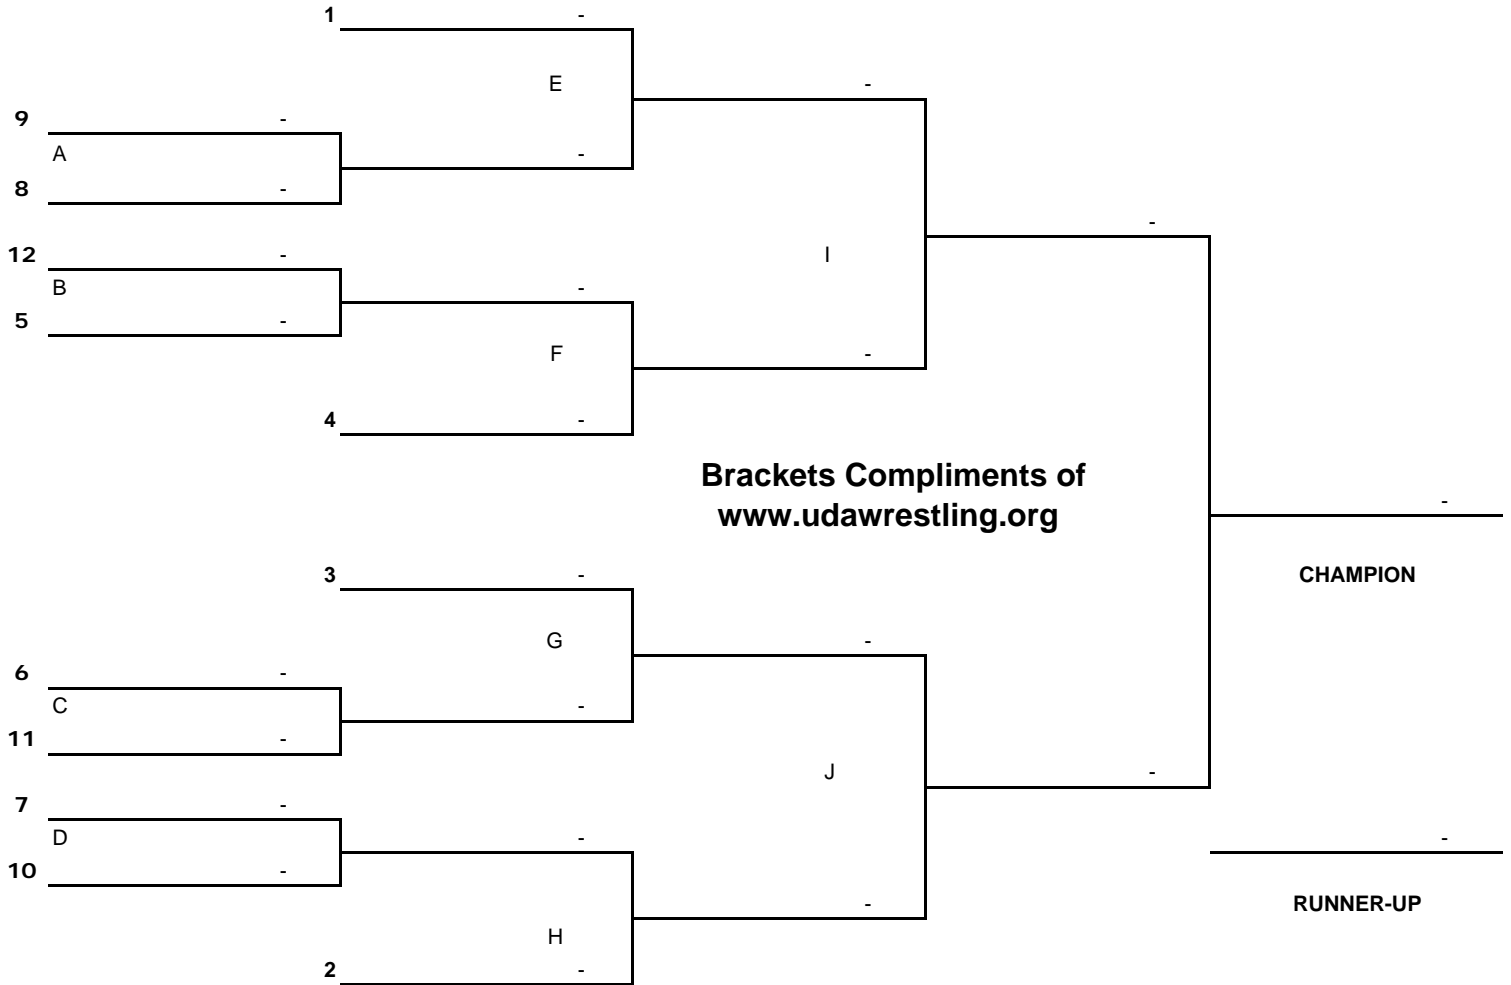 1 -
E -
9 -
A -
8 -
-
12 -
I
B -
5 -
F -
4 -
Brackets Compliments of
www.udawrestling.org
-
3 -
CHAMPION
G -
6 -
C -
11 -
J -
7 -
D - -
10 -
RUNNER-UP
-
H
2 -